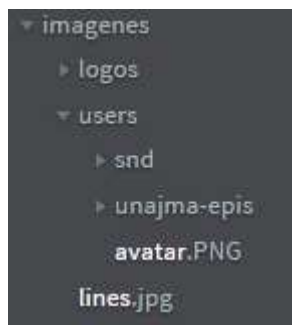 imagenes
logos
users
snd
unajma-epis
avatar.PNG
lines.jpg